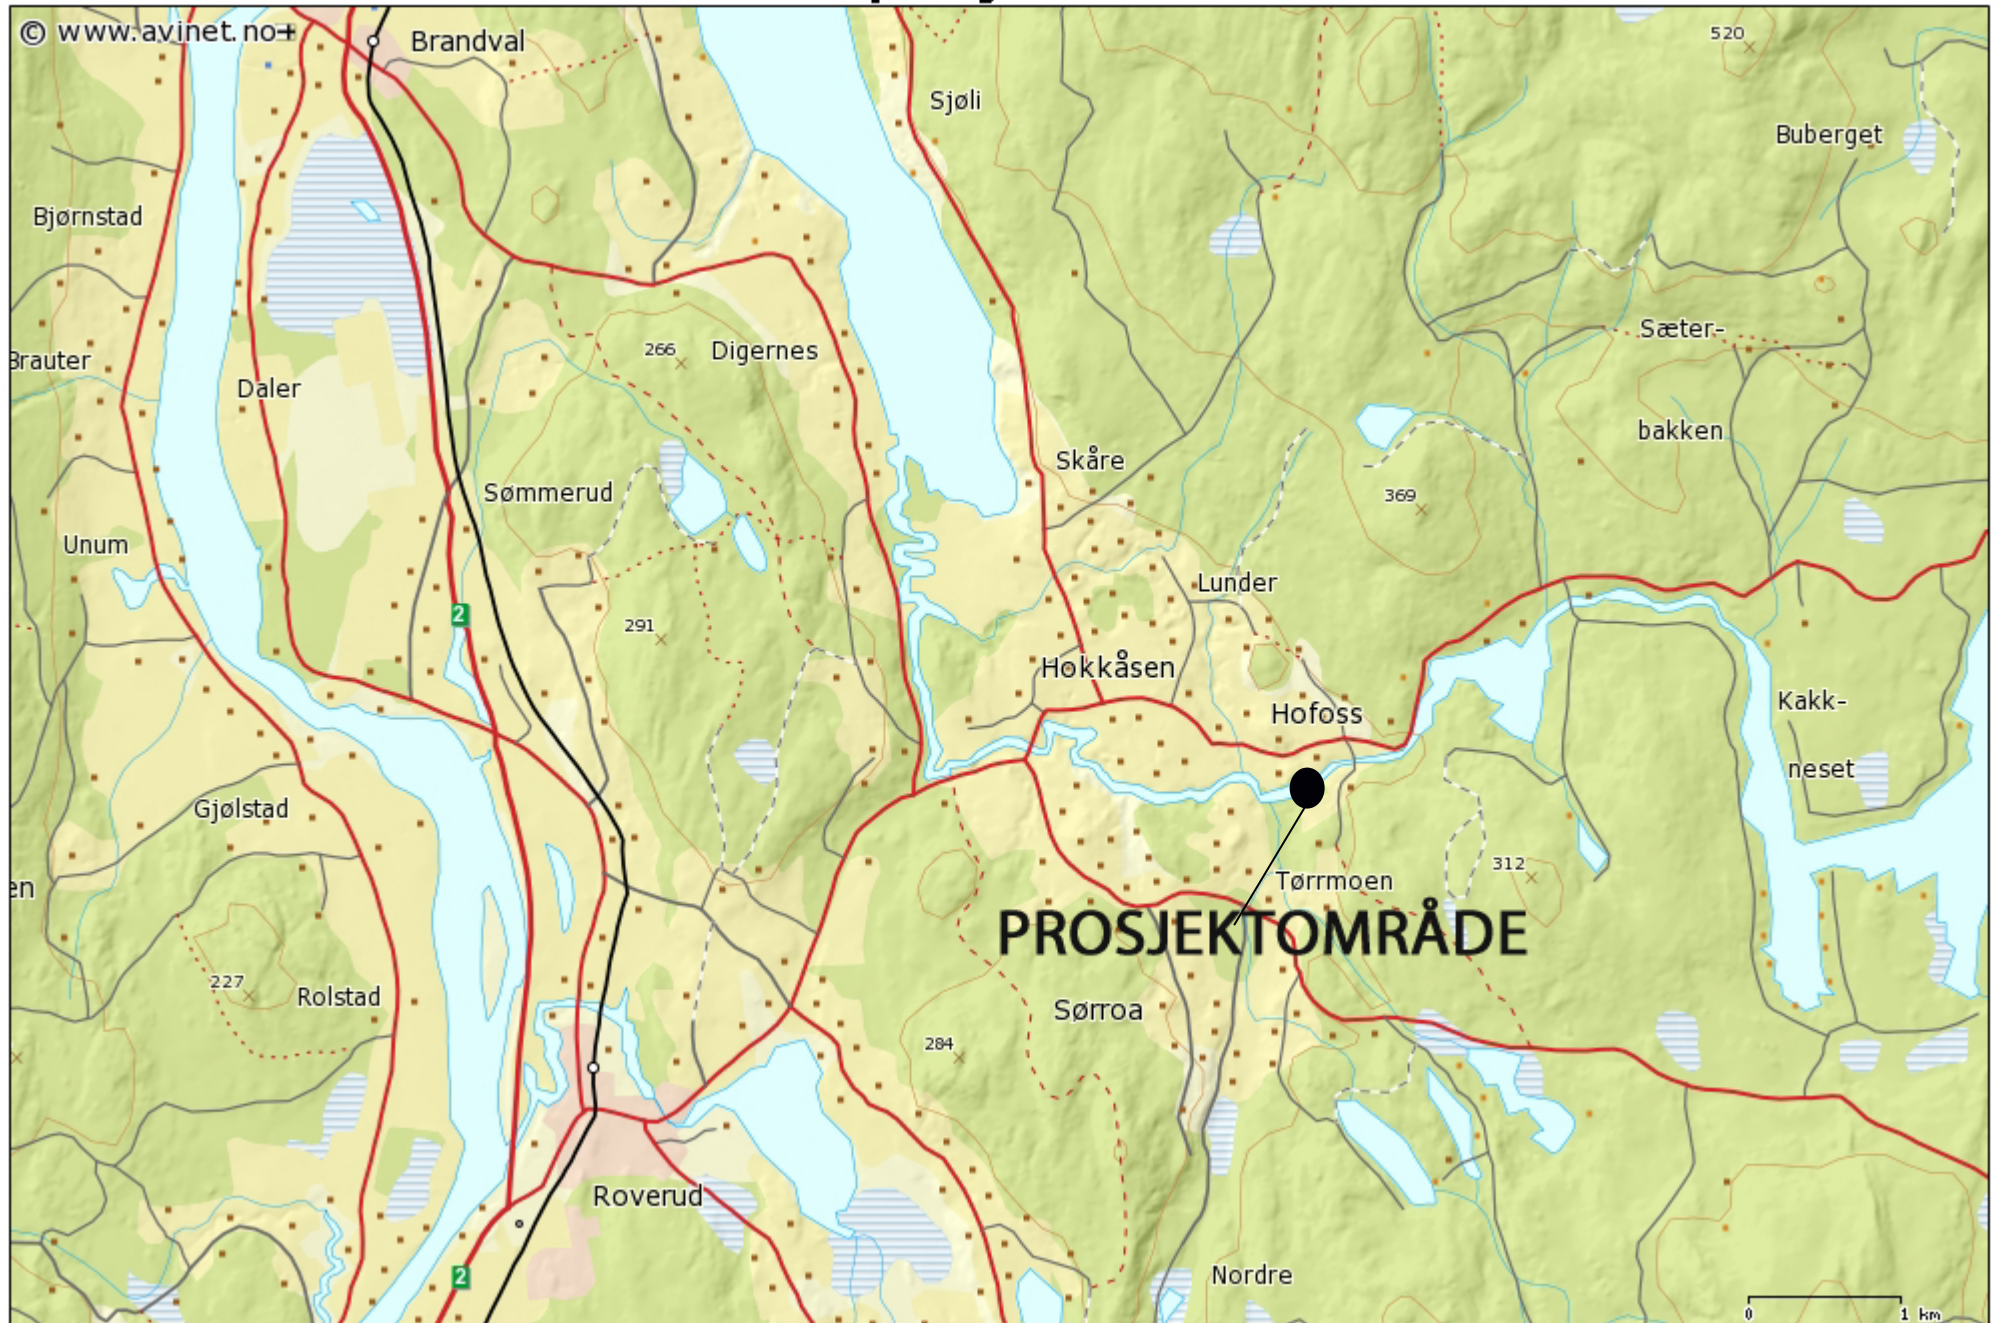 © www.avinet.no
Brandval
520
Sjøli
Buberget
Bjørnstad
Sæter-
266
Digernes
Brauter
Daler
bakken
Skåre
369
Sømmerud
Unum
Lunder
2
291
Hokkåsen
Kakk-
Hofoss
neset
Gjølstad
312
Tørrmoen
en
PROSJEKTOMRÅDE
227
Rolstad
Sørroa
284
Roverud
Nordre
2
0 1 km